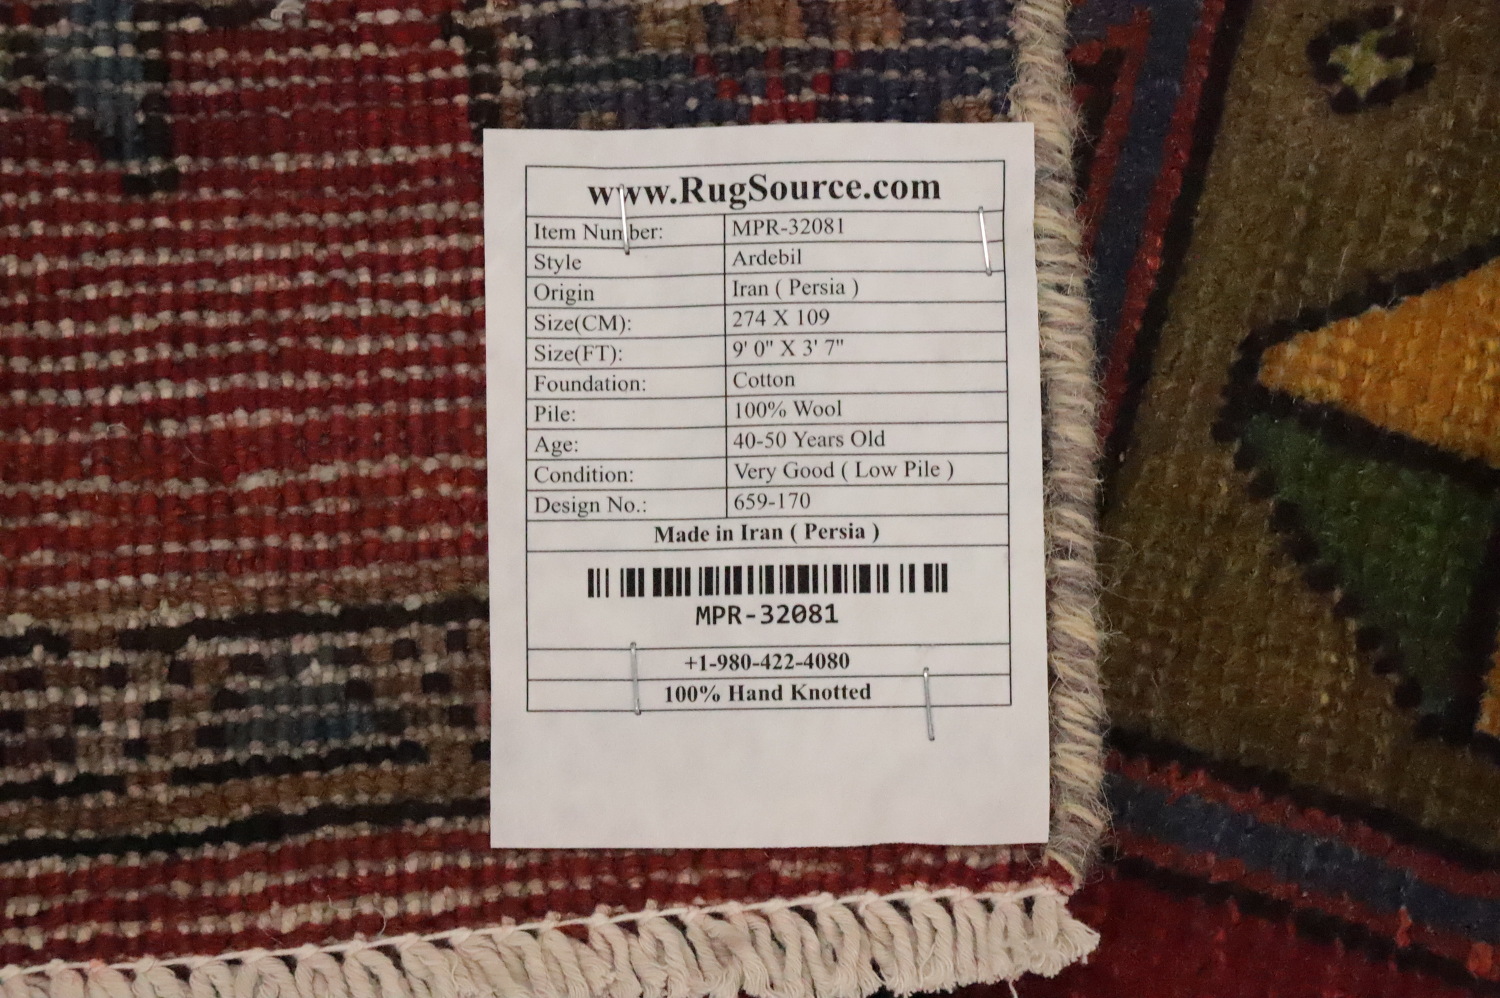 www.RugSource.com
Item Number: MPR-32081
Style Ardebil
Origin Iran ( Persia )
Size(CM): 274 X 109
Size(FT): 9' 0" X 3' 7"
Foundation: Cotton
Pile: 100% Wool
Age: 40-50 Years Old
Condition: Very Good ( Low Pile )
Design No.: 659-170
Made in Iran ( Persia )
MPR-32081
+1-980-422-4080
100% Hand Knotted